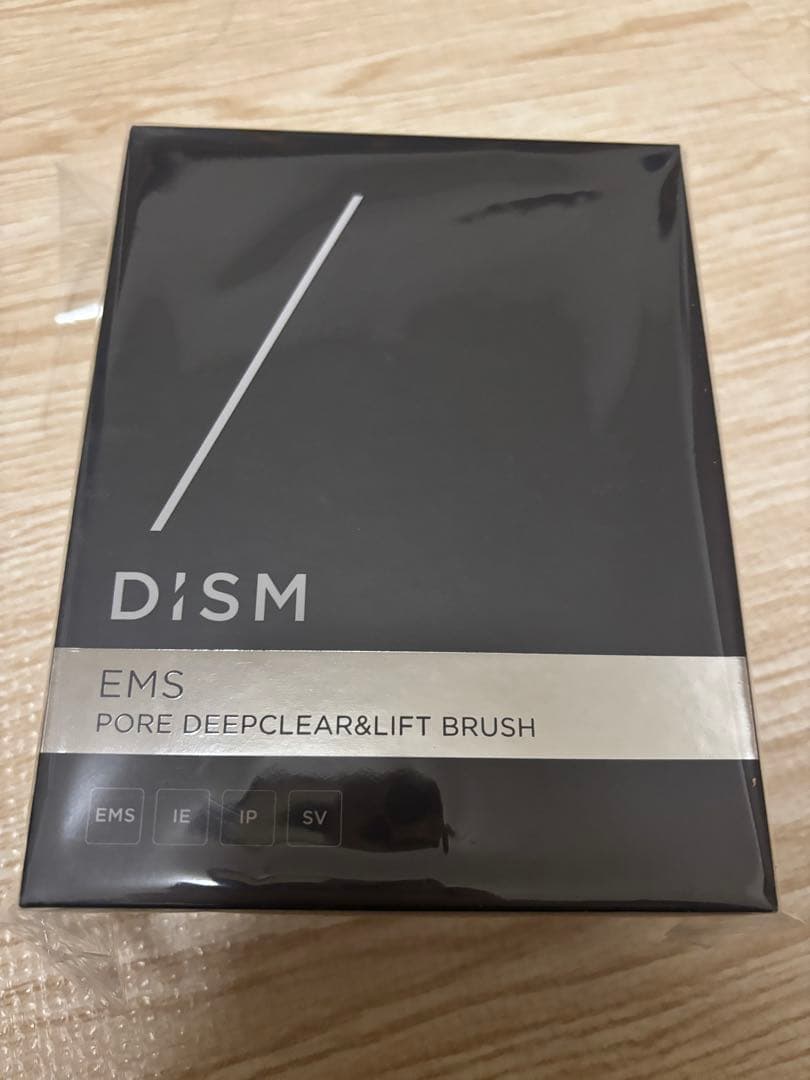 DISM
EMS
PORE DEEPCLEAR&LIFT BRUSH
EMS IE IP SV